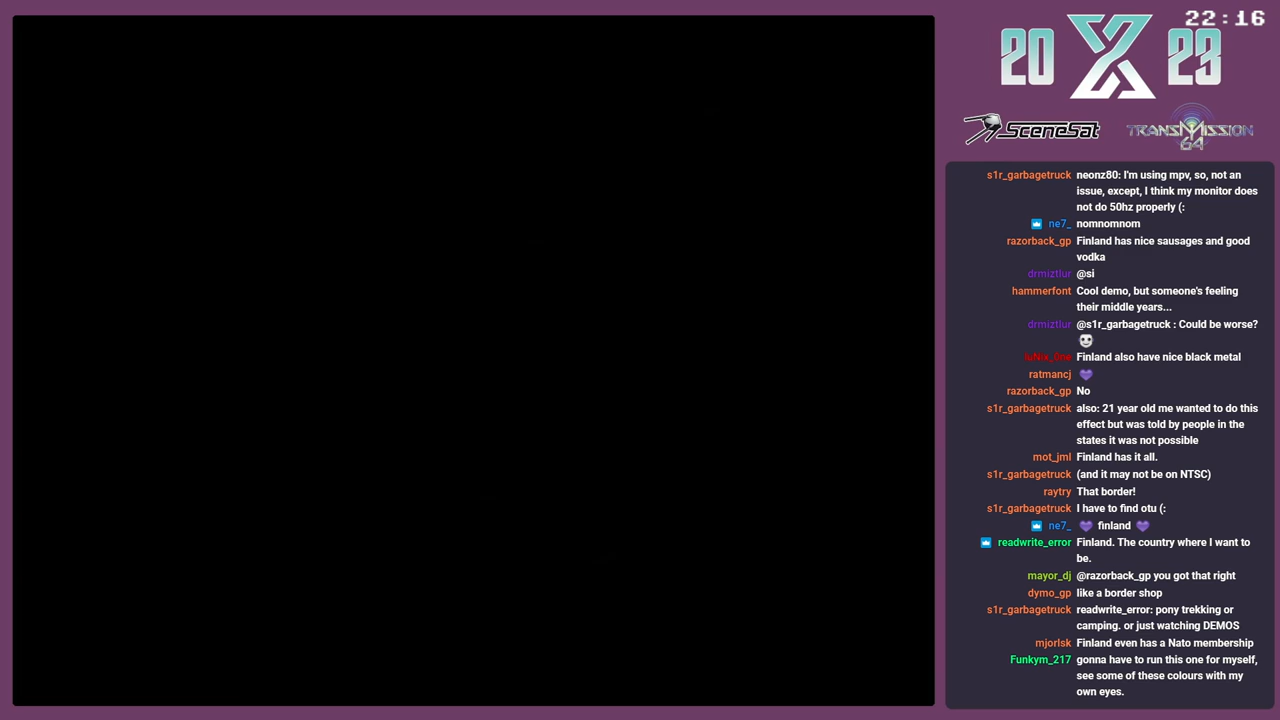 22:16
20 X 23
SCENESAT
TRANSMISSION
64
s1r_garbagetruck neonz80: I'm using mpv, so, not an
issue, except, I think my monitor does
not do 50hz properly (:
ne7_ nomnomnom
razorback_gp Finland has nice sausages and good
vodka
drmiztlur @si
hammerfont Cool demo, but someone's feeling
their middle years...
drmiztlur @s1r_garbagetruck : Could be worse?
luNix_0ne Finland also have nice black metal
ratmancj
razorback_gp No
s1r_garbagetruck also: 21 year old me wanted to do this
effect but was told by people in the
states it was not possible
mot_jml Finland has it all.
s1r_garbagetruck (and it may not be on NTSC)
raytry That border!
s1r_garbagetruck I have to find otu (:
ne7_ finland
readwrite_error Finland. The country where I want to
be.
mayor_dj @razorback_gp you got that right
dymo_gp like a border shop
s1r_garbagetruck readwrite_error: pony trekking or
camping. or just watching DEMOS
mjorlsk Finland even has a Nato membership
Funkym_217 gonna have to run this one for myself,
see some of these colours with my
own eyes.